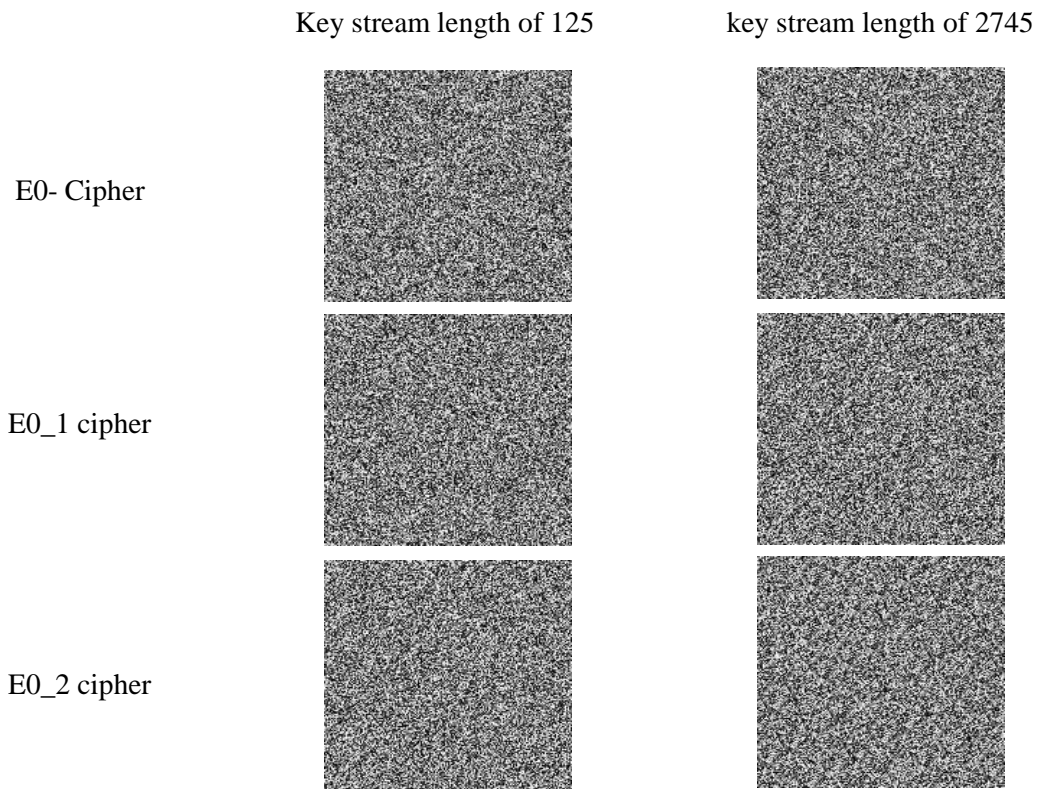 Key stream length of 125
key stream length of 2745
E0- Cipher
E0_1 cipher
E0_2 cipher